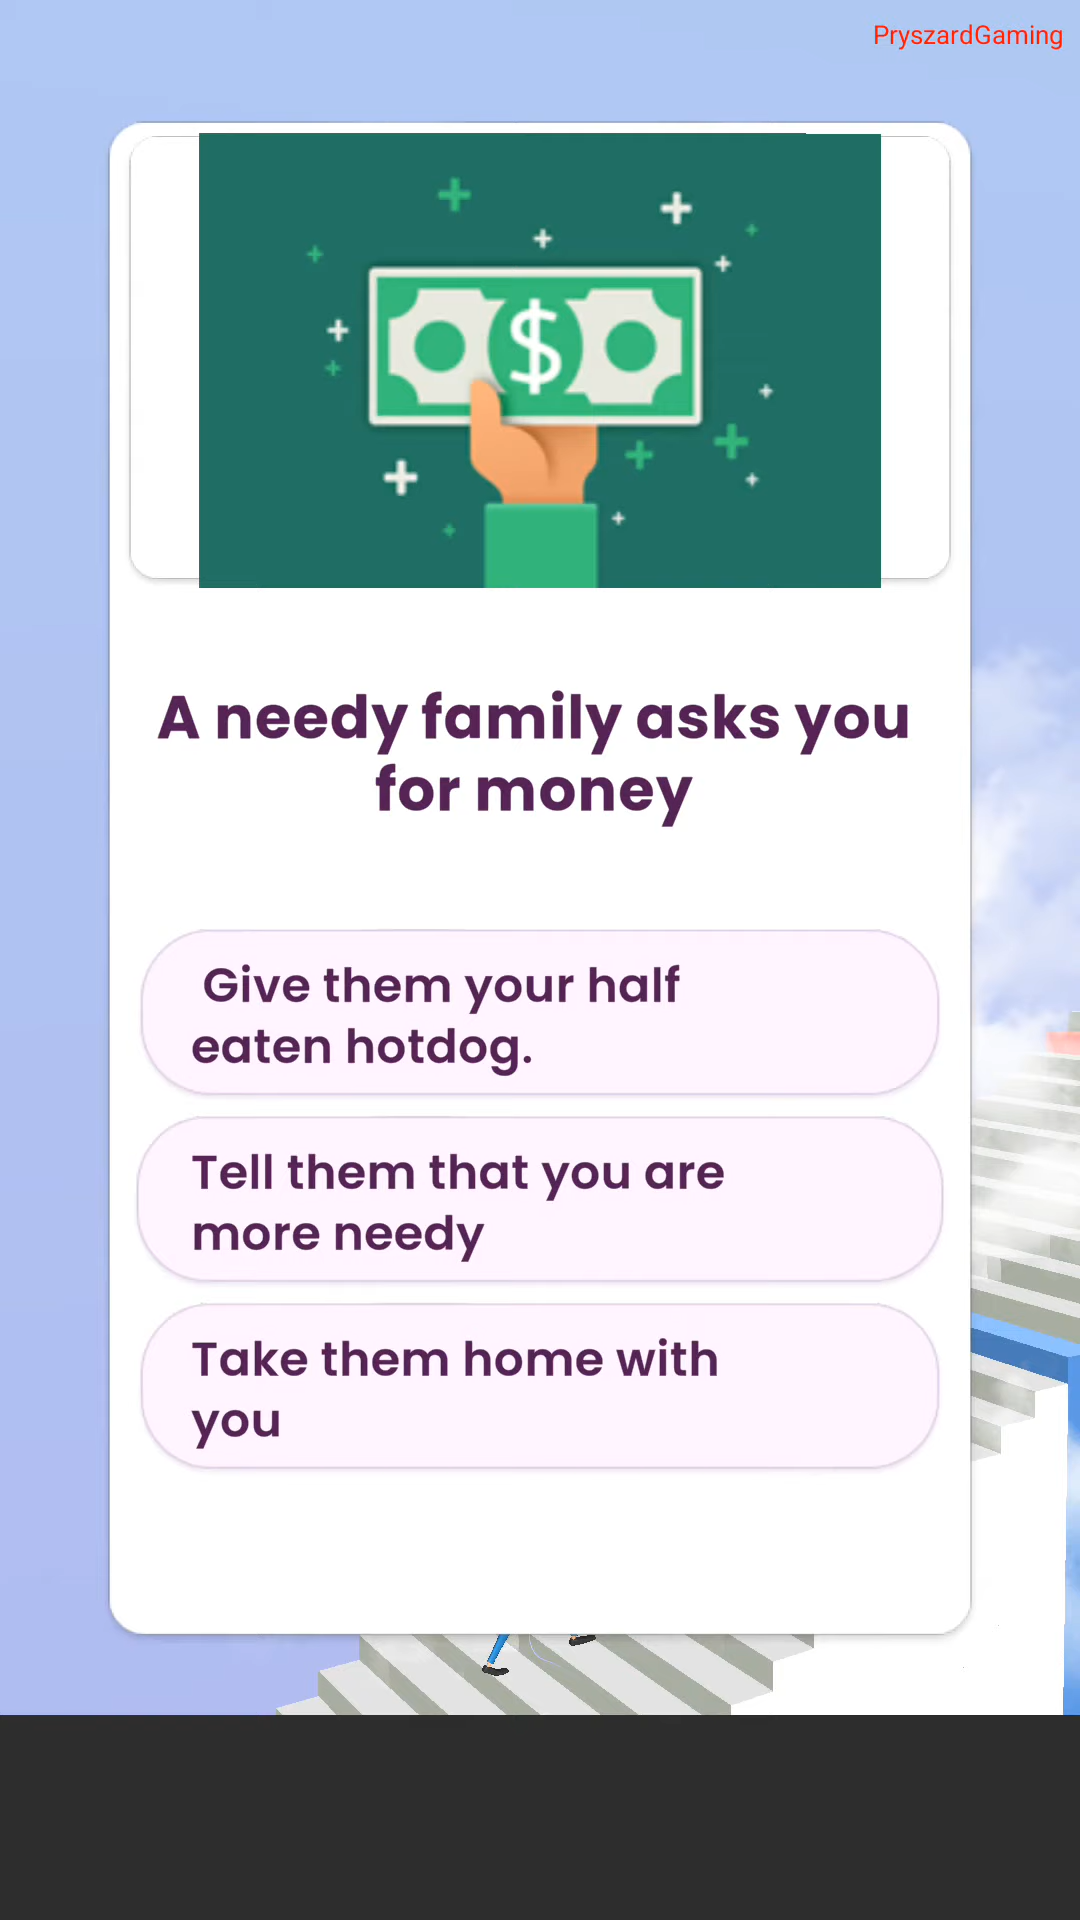 PryszardGaming
$
A needy family asks you
for money
Give them your half
eaten hotdog.
Tell them that you are
more needy
Take them home with
you